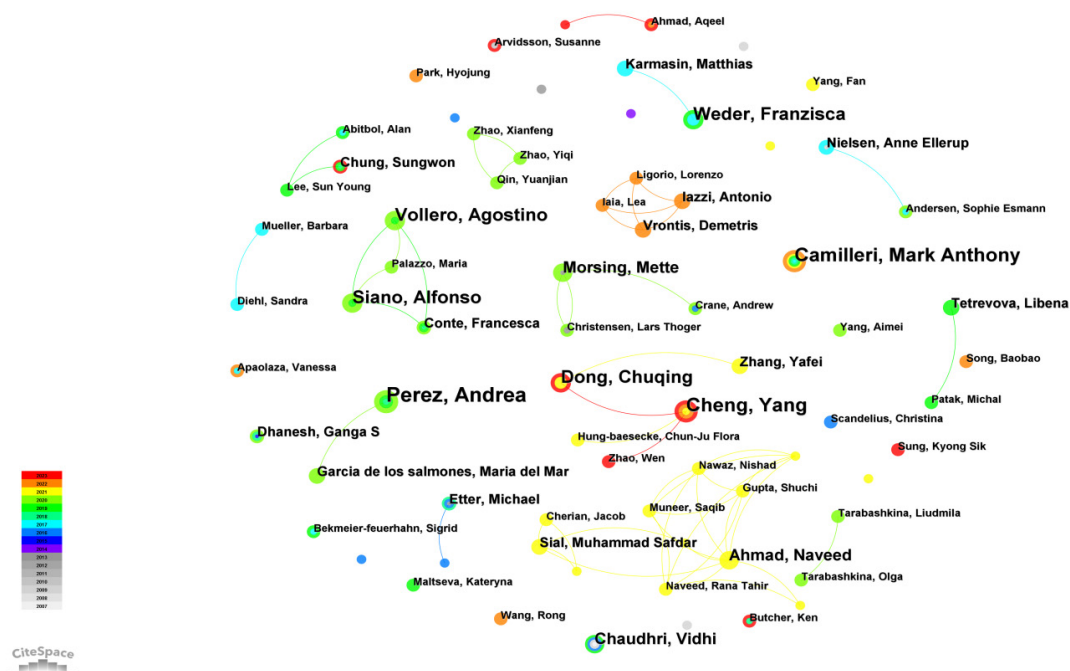 Ahmad, Aqeel
Arvidsson, Susanne
Karmasin, Matthias
Park, Hyojung
Yang, Fan
Weder, Franzisca
Abitbol, Alan
Zhao, Xianfeng
Nielsen, Anne Ellerup
Zhao, Yiqi
Chung, Sungwon
Ligorio, Lorenzo
Qin, Yuanjian
Lee, Sun Young
Iazzi, Antonio
Iaia, Lea
Andersen, Sophie Esmann
Vollero, Agostino
Mueller, Barbara
Vrontis, Demetris
Camilleri, Mark Anthony
Palazzo, Maria
Morsing, Mette
Siano, Alfonso
Diehl, Sandra
Tetrevova, Libena
Crane, Andrew
Conte, Francesca
Christensen, Lars Thoger
Yang, Aimei
Song, Baobao
Zhang, Yafei
Apaolaza, Vanessa
Dong, Chuqing
Perez, Andrea
Patak, Michal
Cheng, Yang
Scandelius, Christina
Dhanesh, Ganga S
Hung-baesecke, Chun-Ju Flora
Sung, Kyong Sik
Zhao, Wen
Nawaz, Nishad
Garcia de los salmones, Maria del Mar
Gupta, Shuchi
Etter, Michael
Muneer, Saqib
Cherian, Jacob
Tarabashkina, Liudmila
Bekmeier-feuerhahn, Sigrid
Sial, Muhammad Safdar
Ahmad, Naveed
Tarabashkina, Olga
Maltseva, Kateryna
Naveed, Rana Tahir
Wang, Rong
Butcher, Ken
Chaudhri, Vidhi
2023
2022
2021
2020
2019
2018
2017
2016
2015
2014
2013
2012
2011
2010
2009
2008
2007
CiteSpace